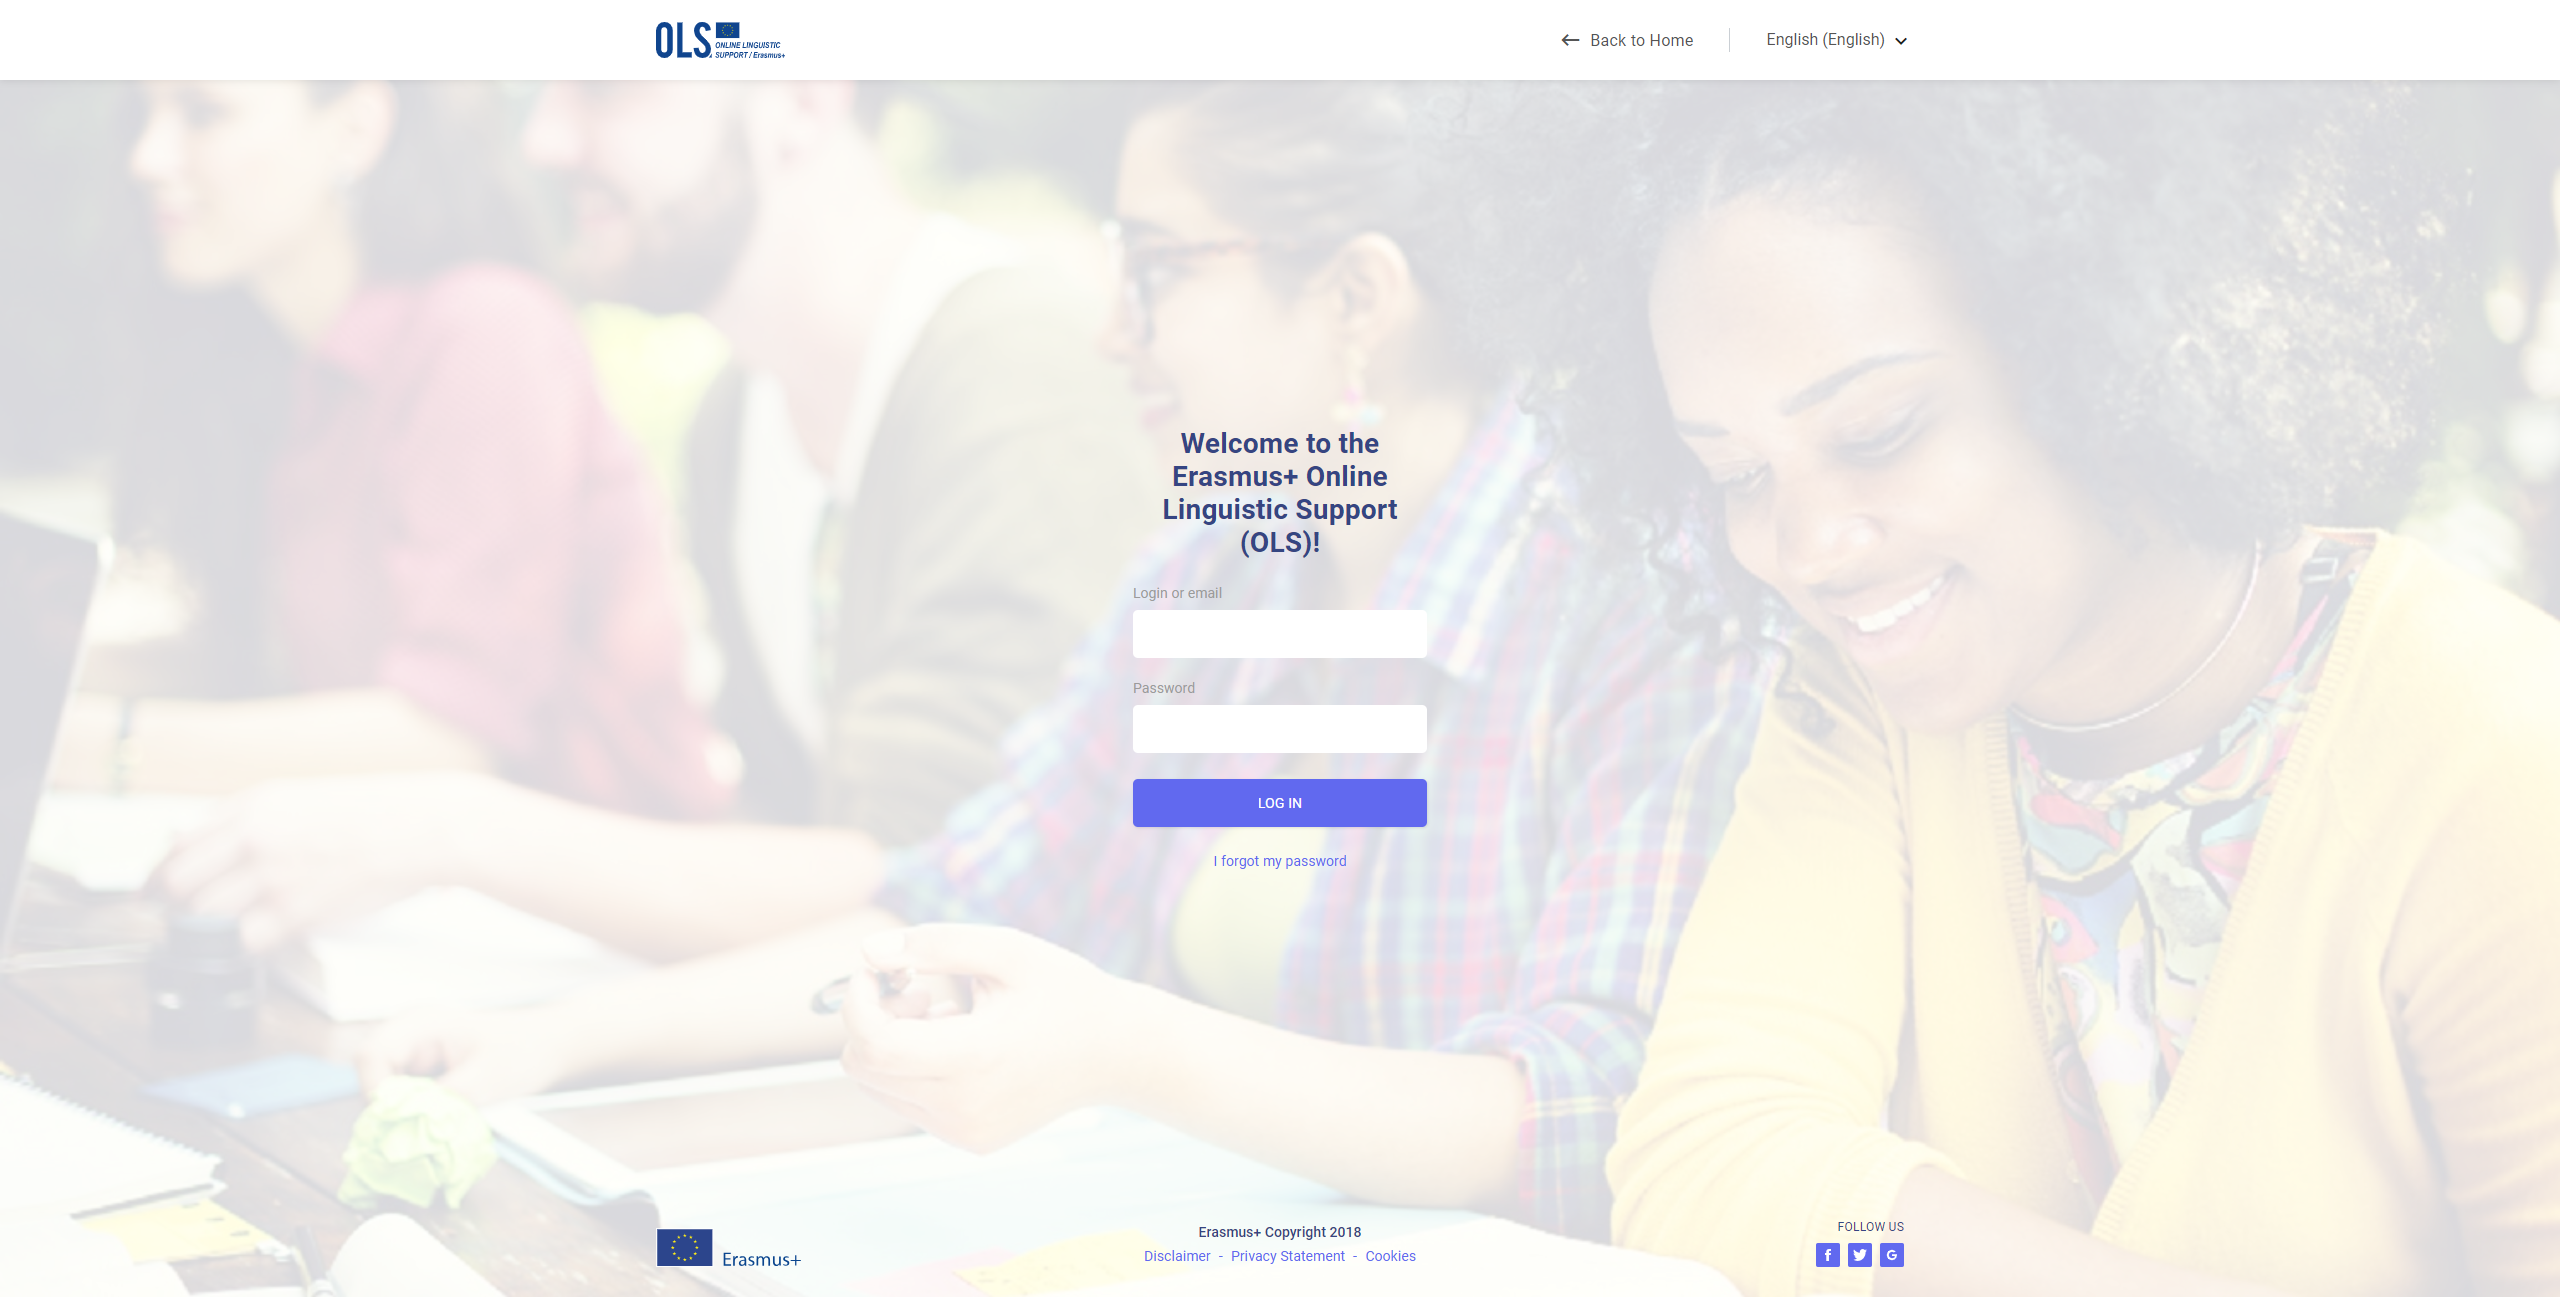 OLS
ONLINE LINGUISTIC
SUPPORT / Erasmus+
Back to Home
English (English)
Welcome to the
Erasmus+ Online
Linguistic Support
(OLS)!
Login or email
Password
LOG IN
I forgot my password
Erasmus+
Erasmus+ Copyright 2018
Disclaimer - Privacy Statement - Cookies
FOLLOW US